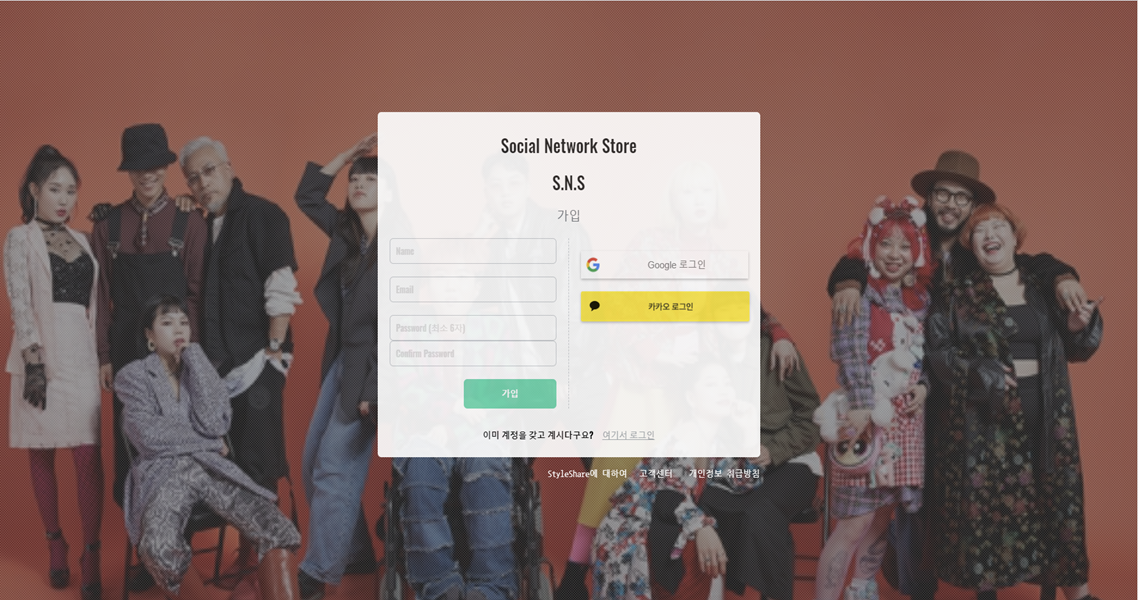 Social Network Store
S.N.S
가입
Name
Email
Password (최소 6자)
Confirm Password
가입
Google 로그인
카카오 로그인
이미 계정을 갖고 계시다구요? 여기서 로그인
StyleShare에 대하여 고객센터 개인정보 취급방침